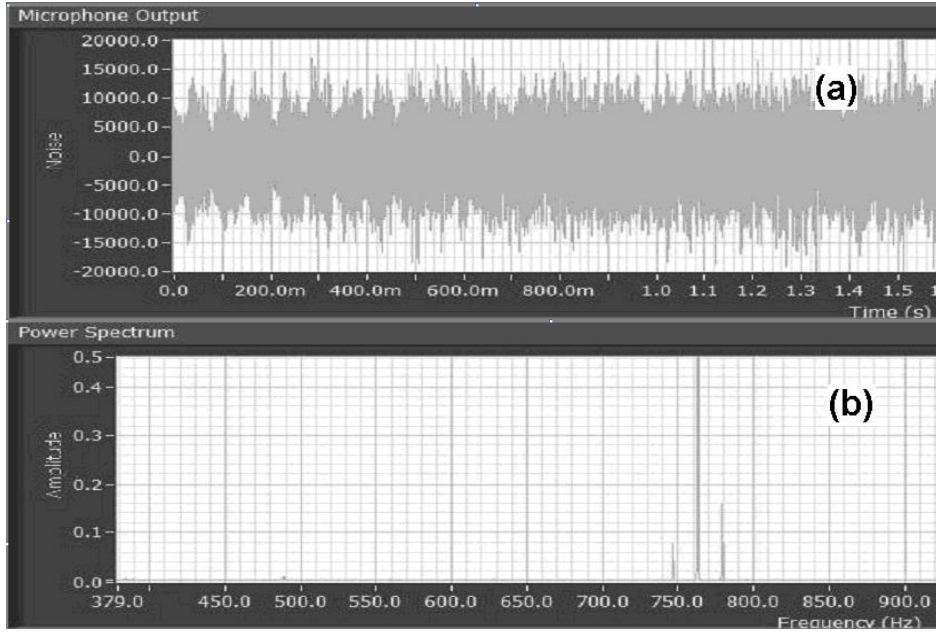 Microphone Output
20000.0
15000.0
10000.0
5000.0
0.0
-5000.0
-10000.0
-15000.0
-20000.0
Noise
(a)
0.0 200.0m 400.0m 600.0m 800.0m 1.0 1.1 1.2 1.3 1.4 1.5 1
Time (s)
Power Spectrum
0.5
0.4
0.3
0.2
0.1
0.0
Amplitude
(b)
379.0 450.0 500.0 550.0 600.0 650.0 700.0 750.0 800.0 850.0 900.0
Frequency (Hz)